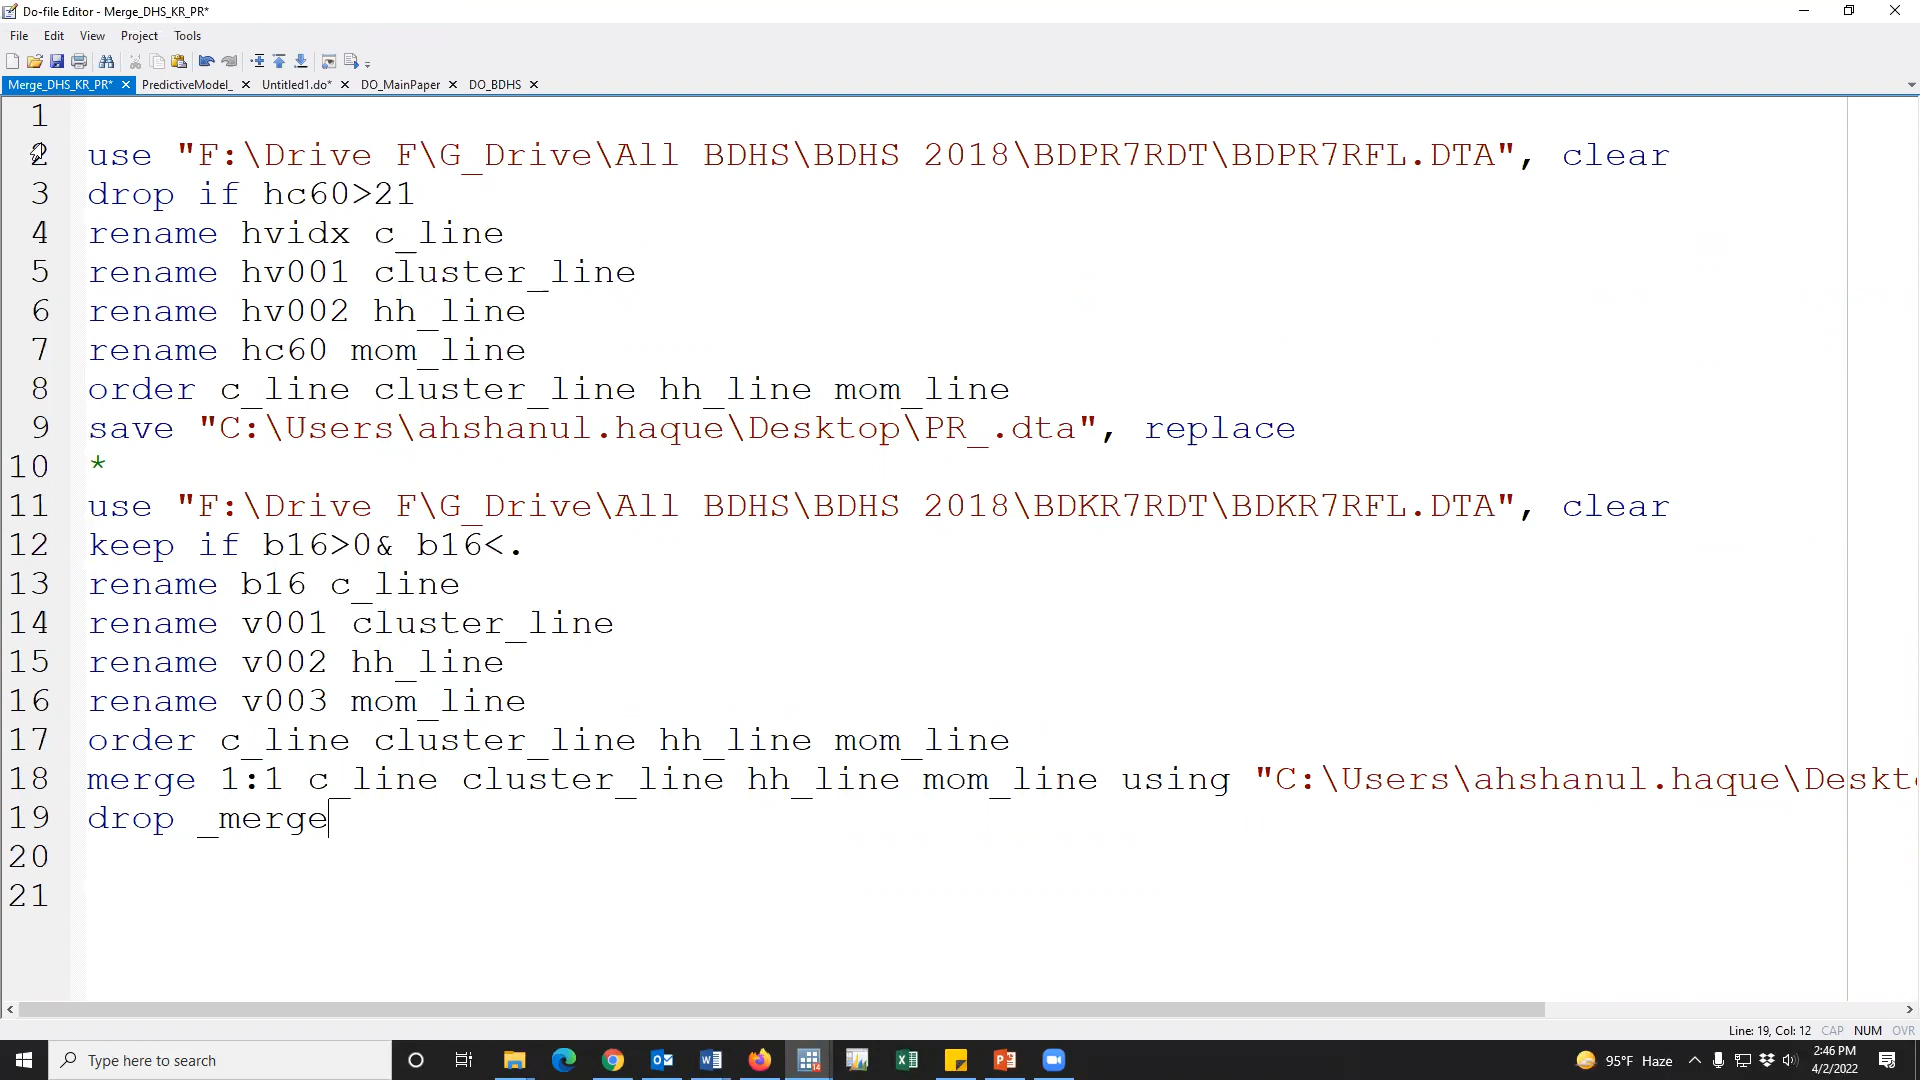 Do-file Editor - Merge_DHS_KR_PR*
File Edit View Project Tools
Merge_DHS_KR_PR* PredictiveModel_ Untitled1.do* DO_MainPaper DO_BDHS
1
2 use "F:\Drive F\G_Drive\All BDHS\BDHS 2018\BDPR7RDT\BDPR7RFL.DTA", clear
3 drop if hc60>21
4 rename hvidx c_line
5 rename hv001 cluster_line
6 rename hv002 hh_line
7 rename hc60 mom_line
8 order c_line cluster_line hh_line mom_line
9 save "C:\Users\ahshanul.haque\Desktop\PR_.dta", replace
10 *
11 use "F:\Drive F\G_Drive\All BDHS\BDHS 2018\BDKR7RDT\BDKR7RFL.DTA", clear
12 keep if b16>0& b16<.
13 rename b16 c_line
14 rename v001 cluster_line
15 rename v002 hh_line
16 rename v003 mom_line
17 order c_line cluster_line hh_line mom_line
18 merge 1:1 c_line cluster_line hh_line mom_line using "C:\Users\ahshanul.haque\Deskt
19 drop _merge
20
21
Line: 19, Col: 12 CAP NUM OVR
Type here to search
95°F Haze
2:46 PM
4/2/2022